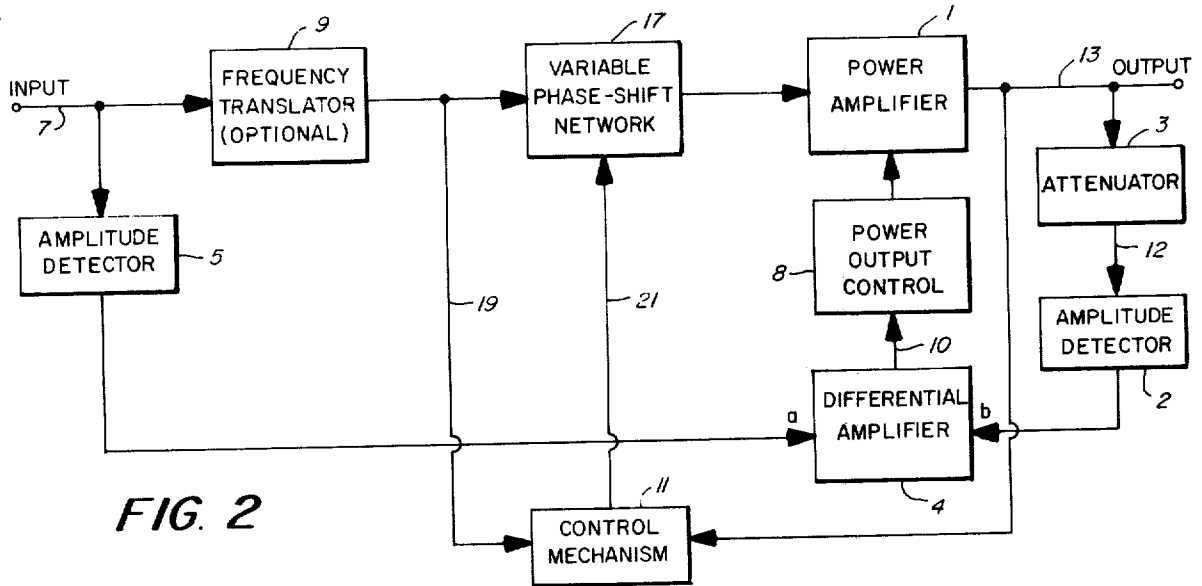 9
17
1
INPUT
7
FREQUENCY
TRANSLATOR
(OPTIONAL)
VARIABLE
PHASE-SHIFT
NETWORK
POWER
AMPLIFIER
13
OUTPUT
3
ATTENUATOR
12
AMPLITUDE
DETECTOR
5
19
21
8
POWER
OUTPUT
CONTROL
10
AMPLITUDE
DETECTOR
2
a
DIFFERENTIAL
AMPLIFIER
b
4
11
CONTROL
MECHANISM
FIG. 2